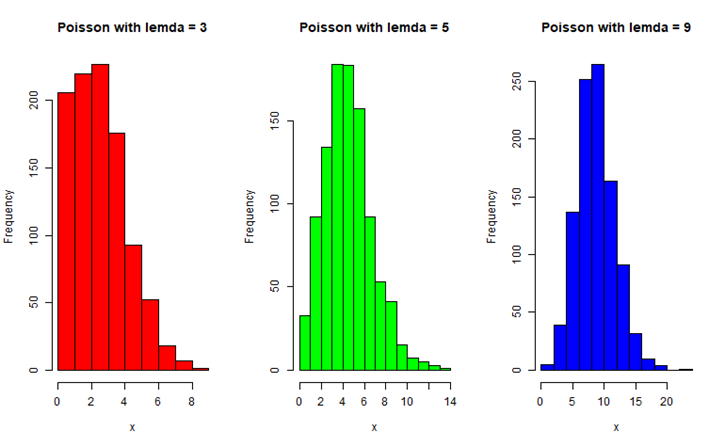 Poisson with lemda = 3
Poisson with lemda = 5
Poisson with lemda = 9
Frequency
200
150
100
50
0
0 2 4 6 8
x
Frequency
150
100
50
0
0 2 4 6 8 10 14
x
Frequency
250
200
150
100
50
0
0 5 10 15 20
x